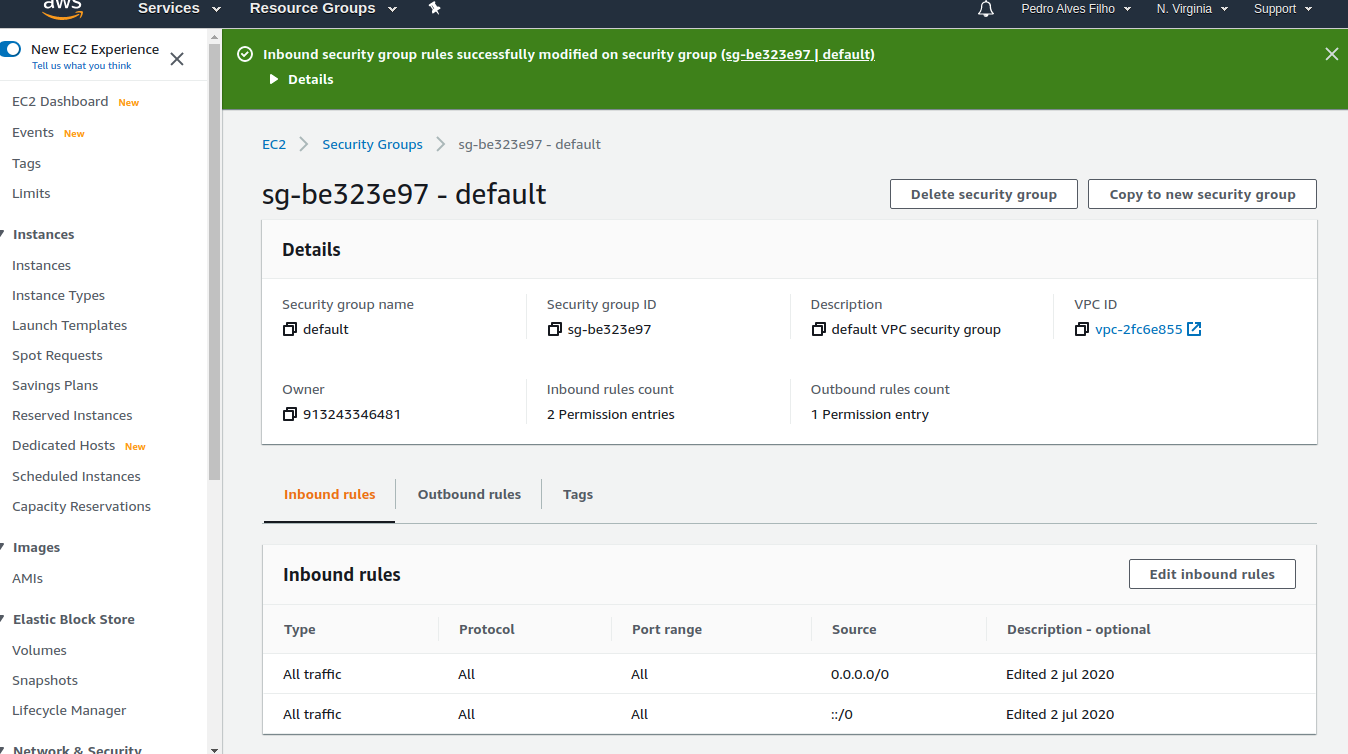 aws Services Resource Groups Pedro Alves Filho N. Virginia Support
New EC2 Experience
Tell us what you think
EC2 Dashboard New
Events New
Tags
Limits
Instances
Instances
Instance Types
Launch Templates
Spot Requests
Savings Plans
Reserved Instances
Dedicated Hosts New
Scheduled Instances
Capacity Reservations
Images
AMIs
Elastic Block Store
Volumes
Snapshots
Lifecycle Manager
Network & Security
Inbound security group rules successfully modified on security group (sg-be323e97 | default)
Details
EC2 Security Groups sg-be323e97 - default
sg-be323e97 - default
Delete security group Copy to new security group
Details
Security group name Security group ID Description VPC ID
default sg-be323e97 default VPC security group vpc-2fc6e855
Owner Inbound rules count Outbound rules count
913243346481 2 Permission entries 1 Permission entry
Inbound rules Outbound rules Tags
Inbound rules Edit inbound rules
Type Protocol Port range Source Description - optional
All traffic All All 0.0.0.0/0 Edited 2 jul 2020
All traffic All All ::/0 Edited 2 jul 2020